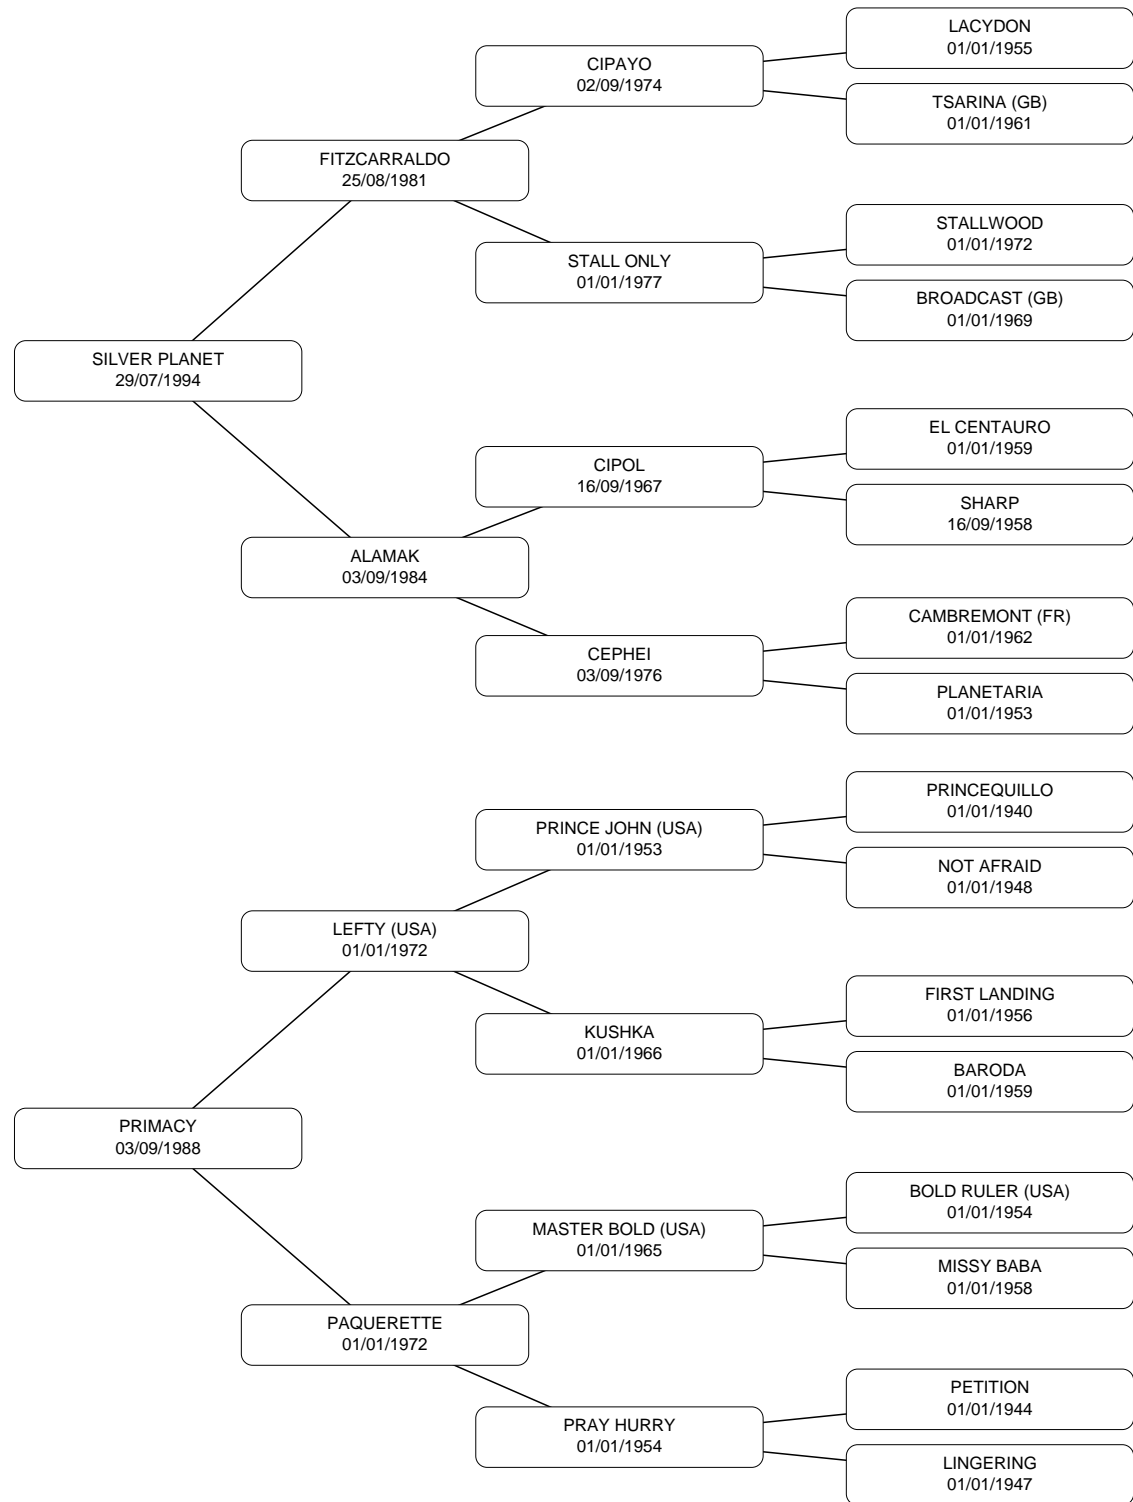 LACYDON
01/01/1955
CIPAYO
02/09/1974
TSARINA (GB)
01/01/1961
FITZCARRALDO
25/08/1981
STALLWOOD
01/01/1972
STALL ONLY
01/01/1977
BROADCAST (GB)
01/01/1969
SILVER PLANET
29/07/1994
EL CENTAURO
01/01/1959
CIPOL
16/09/1967
SHARP
16/09/1958
ALAMAK
03/09/1984
CAMBREMONT (FR)
01/01/1962
CEPHEI
03/09/1976
PLANETARIA
01/01/1953
PRINCEQUILLO
01/01/1940
PRINCE JOHN (USA)
01/01/1953
NOT AFRAID
01/01/1948
LEFTY (USA)
01/01/1972
FIRST LANDING
01/01/1956
KUSHKA
01/01/1966
BARODA
01/01/1959
PRIMACY
03/09/1988
BOLD RULER (USA)
01/01/1954
MASTER BOLD (USA)
01/01/1965
MISSY BABA
01/01/1958
PAQUERETTE
01/01/1972
PETITION
01/01/1944
PRAY HURRY
01/01/1954
LINGERING
01/01/1947